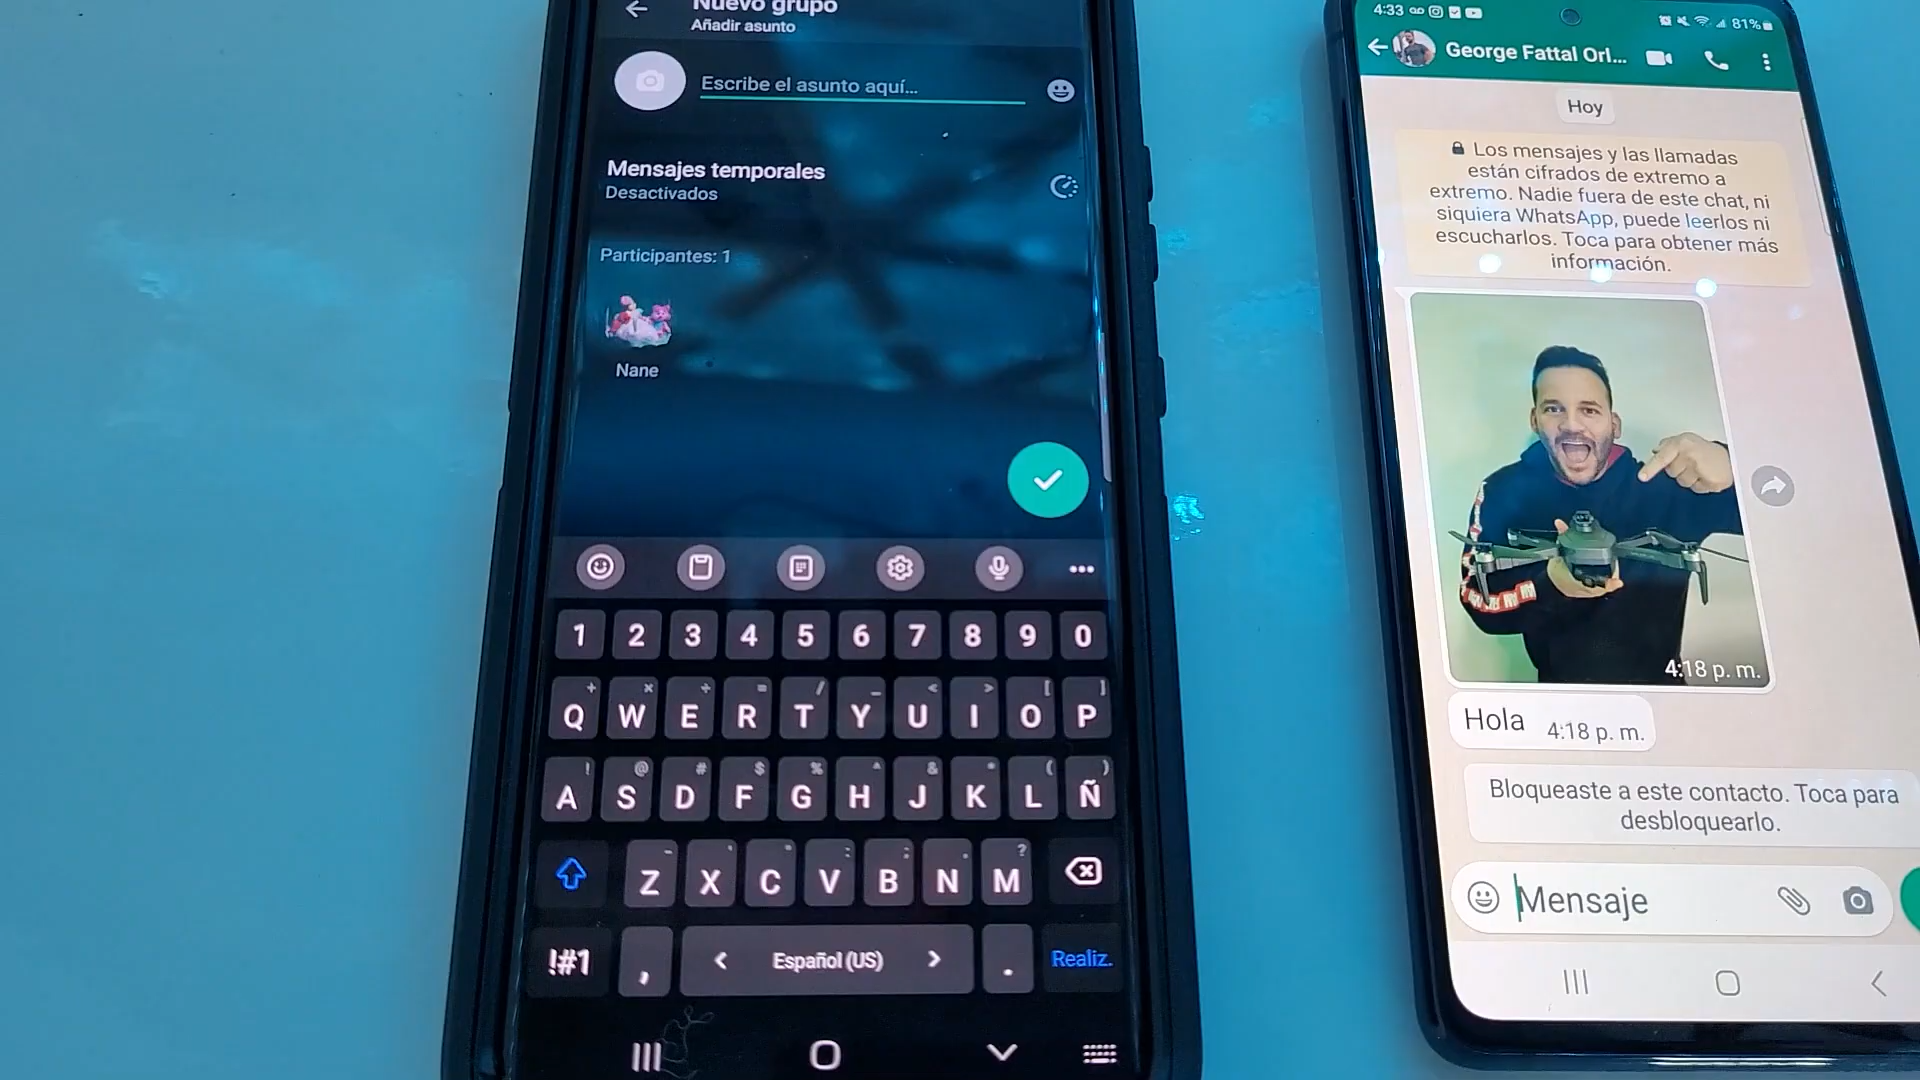 Nuevo grupo
Añadir asunto
Escribe el asunto aquí...
Mensajes temporales
Desactivados
Participantes: 1
Nane
1 2 3 4 5 6 7 8 9 0
+ × ÷ = / _ < > [ ]
Q W E R T Y U I O P
! @ # $ % ^ & * ( )
A S D F G H J K L Ñ
- ' " : ; , ?
Z X C V B N M
!#1 , < Español (US) > . Realiz.
4:33 81%
George Fattal Orl...
Hoy
Los mensajes y las llamadas
están cifrados de extremo a
extremo. Nadie fuera de este chat, ni
siquiera WhatsApp, puede leerlos ni
escucharlos. Toca para obtener más
información.
4:18 p. m.
Hola 4:18 p. m.
Bloqueaste a este contacto. Toca para
desbloquearlo.
Mensaje